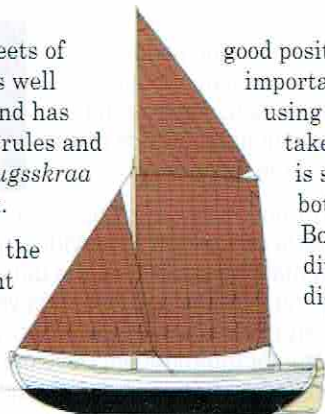 eets of
s well
nd has
rules and
ugsskraa
.
the
nt
good posit
importa
using
take
is s
bot
Bo
di
di